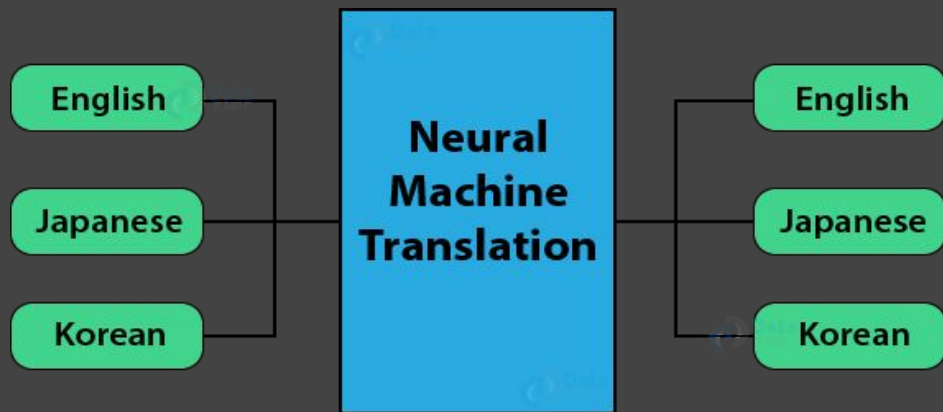 English
Japanese
Korean
Neural
Machine
Translation
English
Japanese
Korean